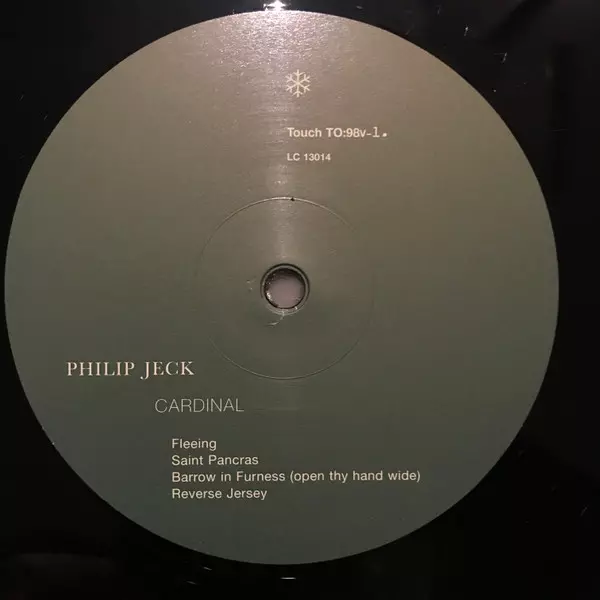 Touch TO:98v-1.
LC 13014
PHILIP JECK
CARDINAL
Fleeing
Saint Pancras
Barrow in Furness (open thy hand wide)
Reverse Jersey